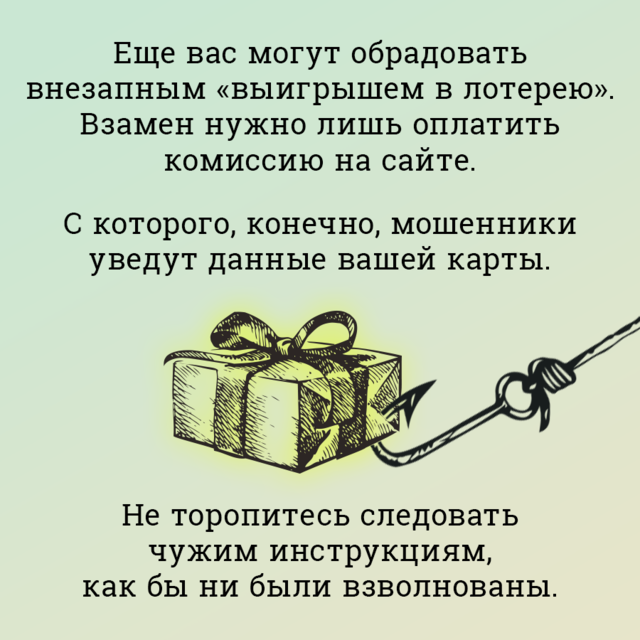 Еще вас могут обрадовать
внезапным «выигрышем в лотерею».
Взамен нужно лишь оплатить
комиссию на сайте.
С которого, конечно, мошенники
уведут данные вашей карты.
Не торопитесь следовать
чужим инструкциям,
как бы ни были взволнованы.